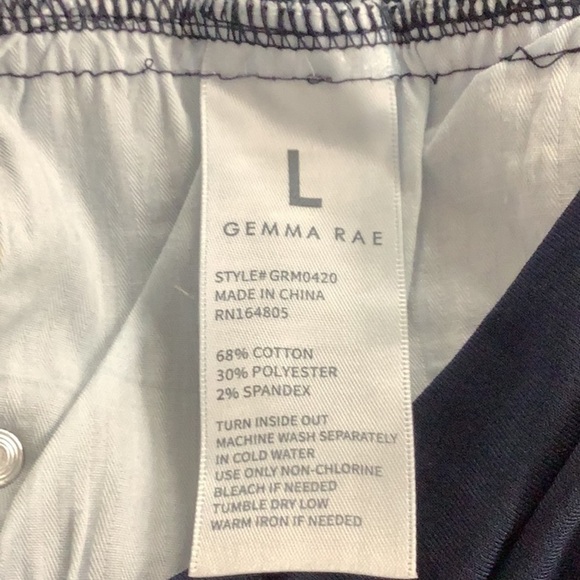 L
GEMMA RAE
STYLE# GRM0420
MADE IN CHINA
RN164805
68% COTTON
30% POLYESTER
2% SPANDEX
TURN INSIDE OUT
MACHINE WASH SEPARATELY
IN COLD WATER
USE ONLY NON-CHLORINE
BLEACH IF NEEDED
TUMBLE DRY LOW
WARM IRON IF NEEDED